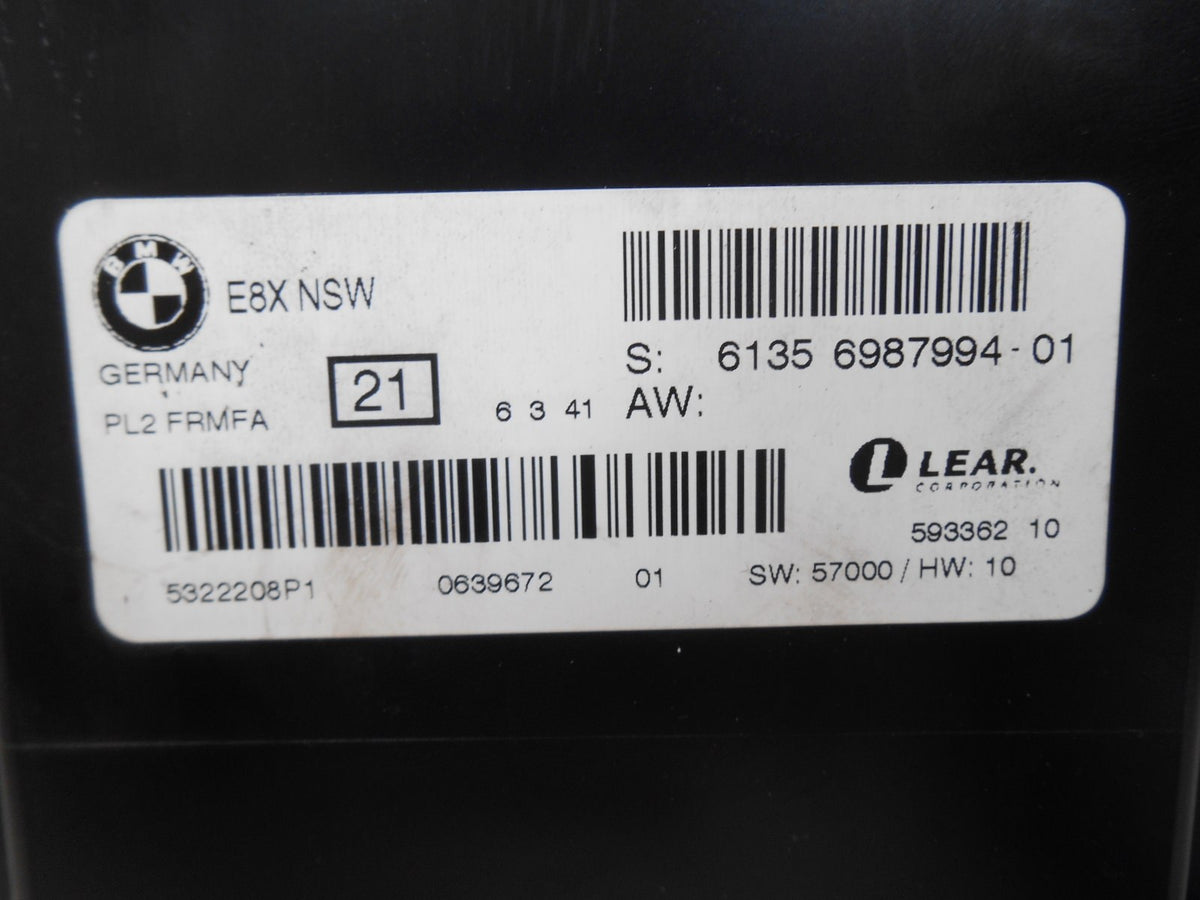 BMW
E8X NSW
GERMANY
PL2 FRMFA
21
6 3 41
S: 6135 6987994-01
AW:
L LEAR.
CORPORATION
593362 10
5322208P1 0639672 01 SW: 57000 / HW: 10